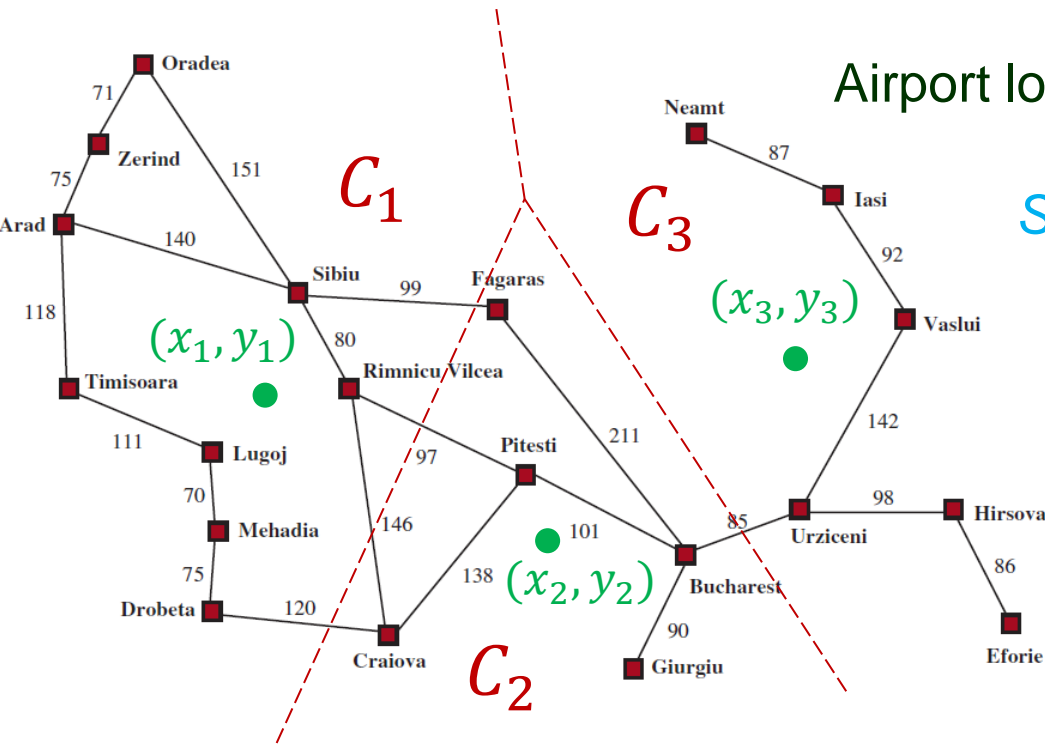 Oradea
Airport lo
71
Neamt
Zerind
87
75
151
C₁
C₃
Iasi
S
Arad
140
92
Sibiu
Fagaras
99
118
(x₁, y₁)
(x₃, y₃)
Vaslui
80
Timisoara
Rimnicu Vilcea
111
Lugoj
97
Pitesti
211
142
70
98
Hirsova
146
85
Urziceni
Mehadia
101
75
138
(x₂, y₂)
Bucharest
86
Drobeta
120
90
Craiova
C₂
Giurgiu
Eforie